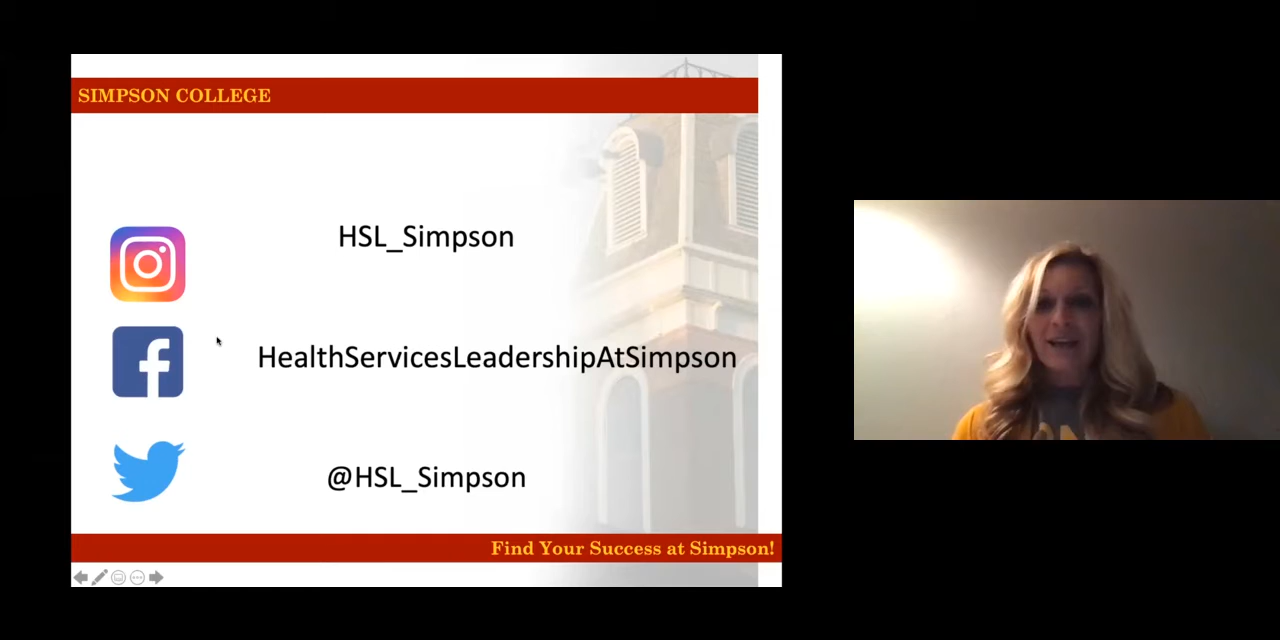 SIMPSON COLLEGE
HSL_Simpson
HealthServicesLeadershipAtSimpson
@HSL_Simpson
Find Your Success at Simpson!